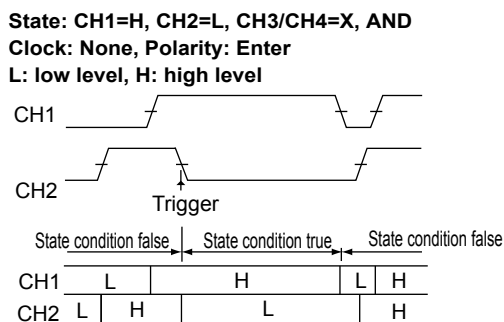 State: CH1=H, CH2=L, CH3/CH4=X, AND
Clock: None, Polarity: Enter
L: low level, H: high level
CH1
CH2
Trigger
State condition false State condition true State condition false
CH1 L H L H
CH2 L H L H